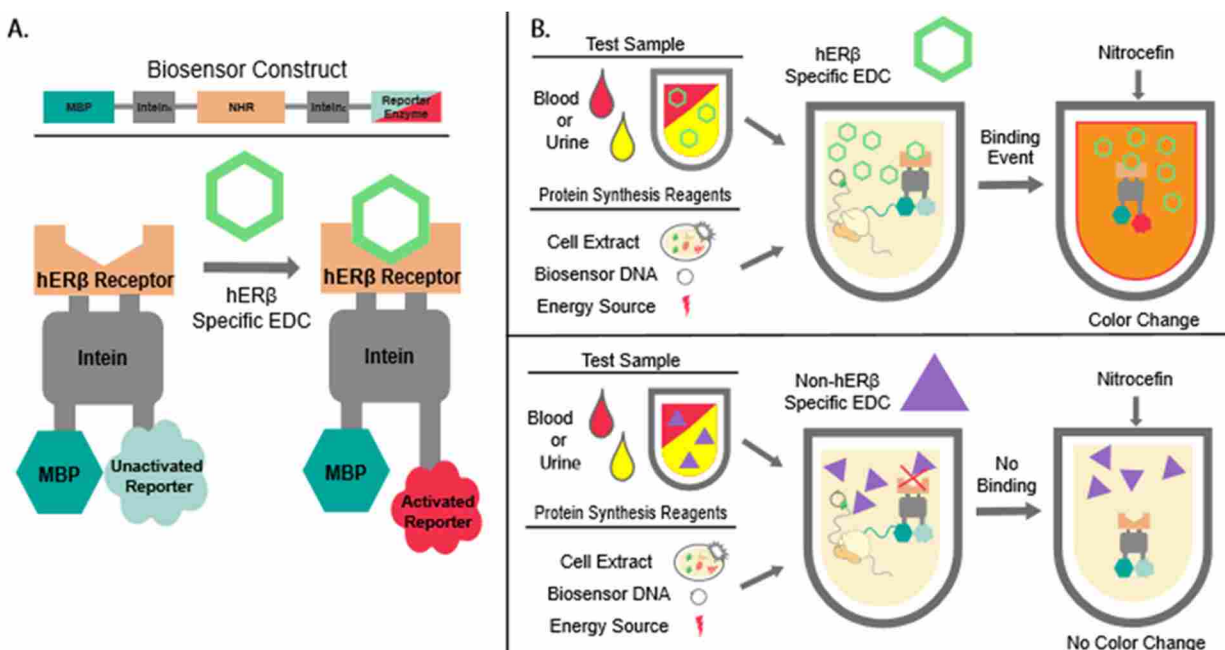 A.
Biosensor Construct
MBP
Intein
NHR
Intein
Reporter
Enzyme
hERβ Receptor
hERβ
Specific EDC
hERβ Receptor
Intein
Intein
MBP
Unactivated
Reporter
MBP
Activated
Reporter
B.
Test Sample
Blood
or
Urine
Protein Synthesis Reagents
Cell Extract
Biosensor DNA
Energy Source
hERβ
Specific EDC
Binding
Event
Nitrocefin
Color Change
Test Sample
Blood
or
Urine
Protein Synthesis Reagents
Cell Extract
Biosensor DNA
Energy Source
Non-hERβ
Specific EDC
No
Binding
Nitrocefin
No Color Change